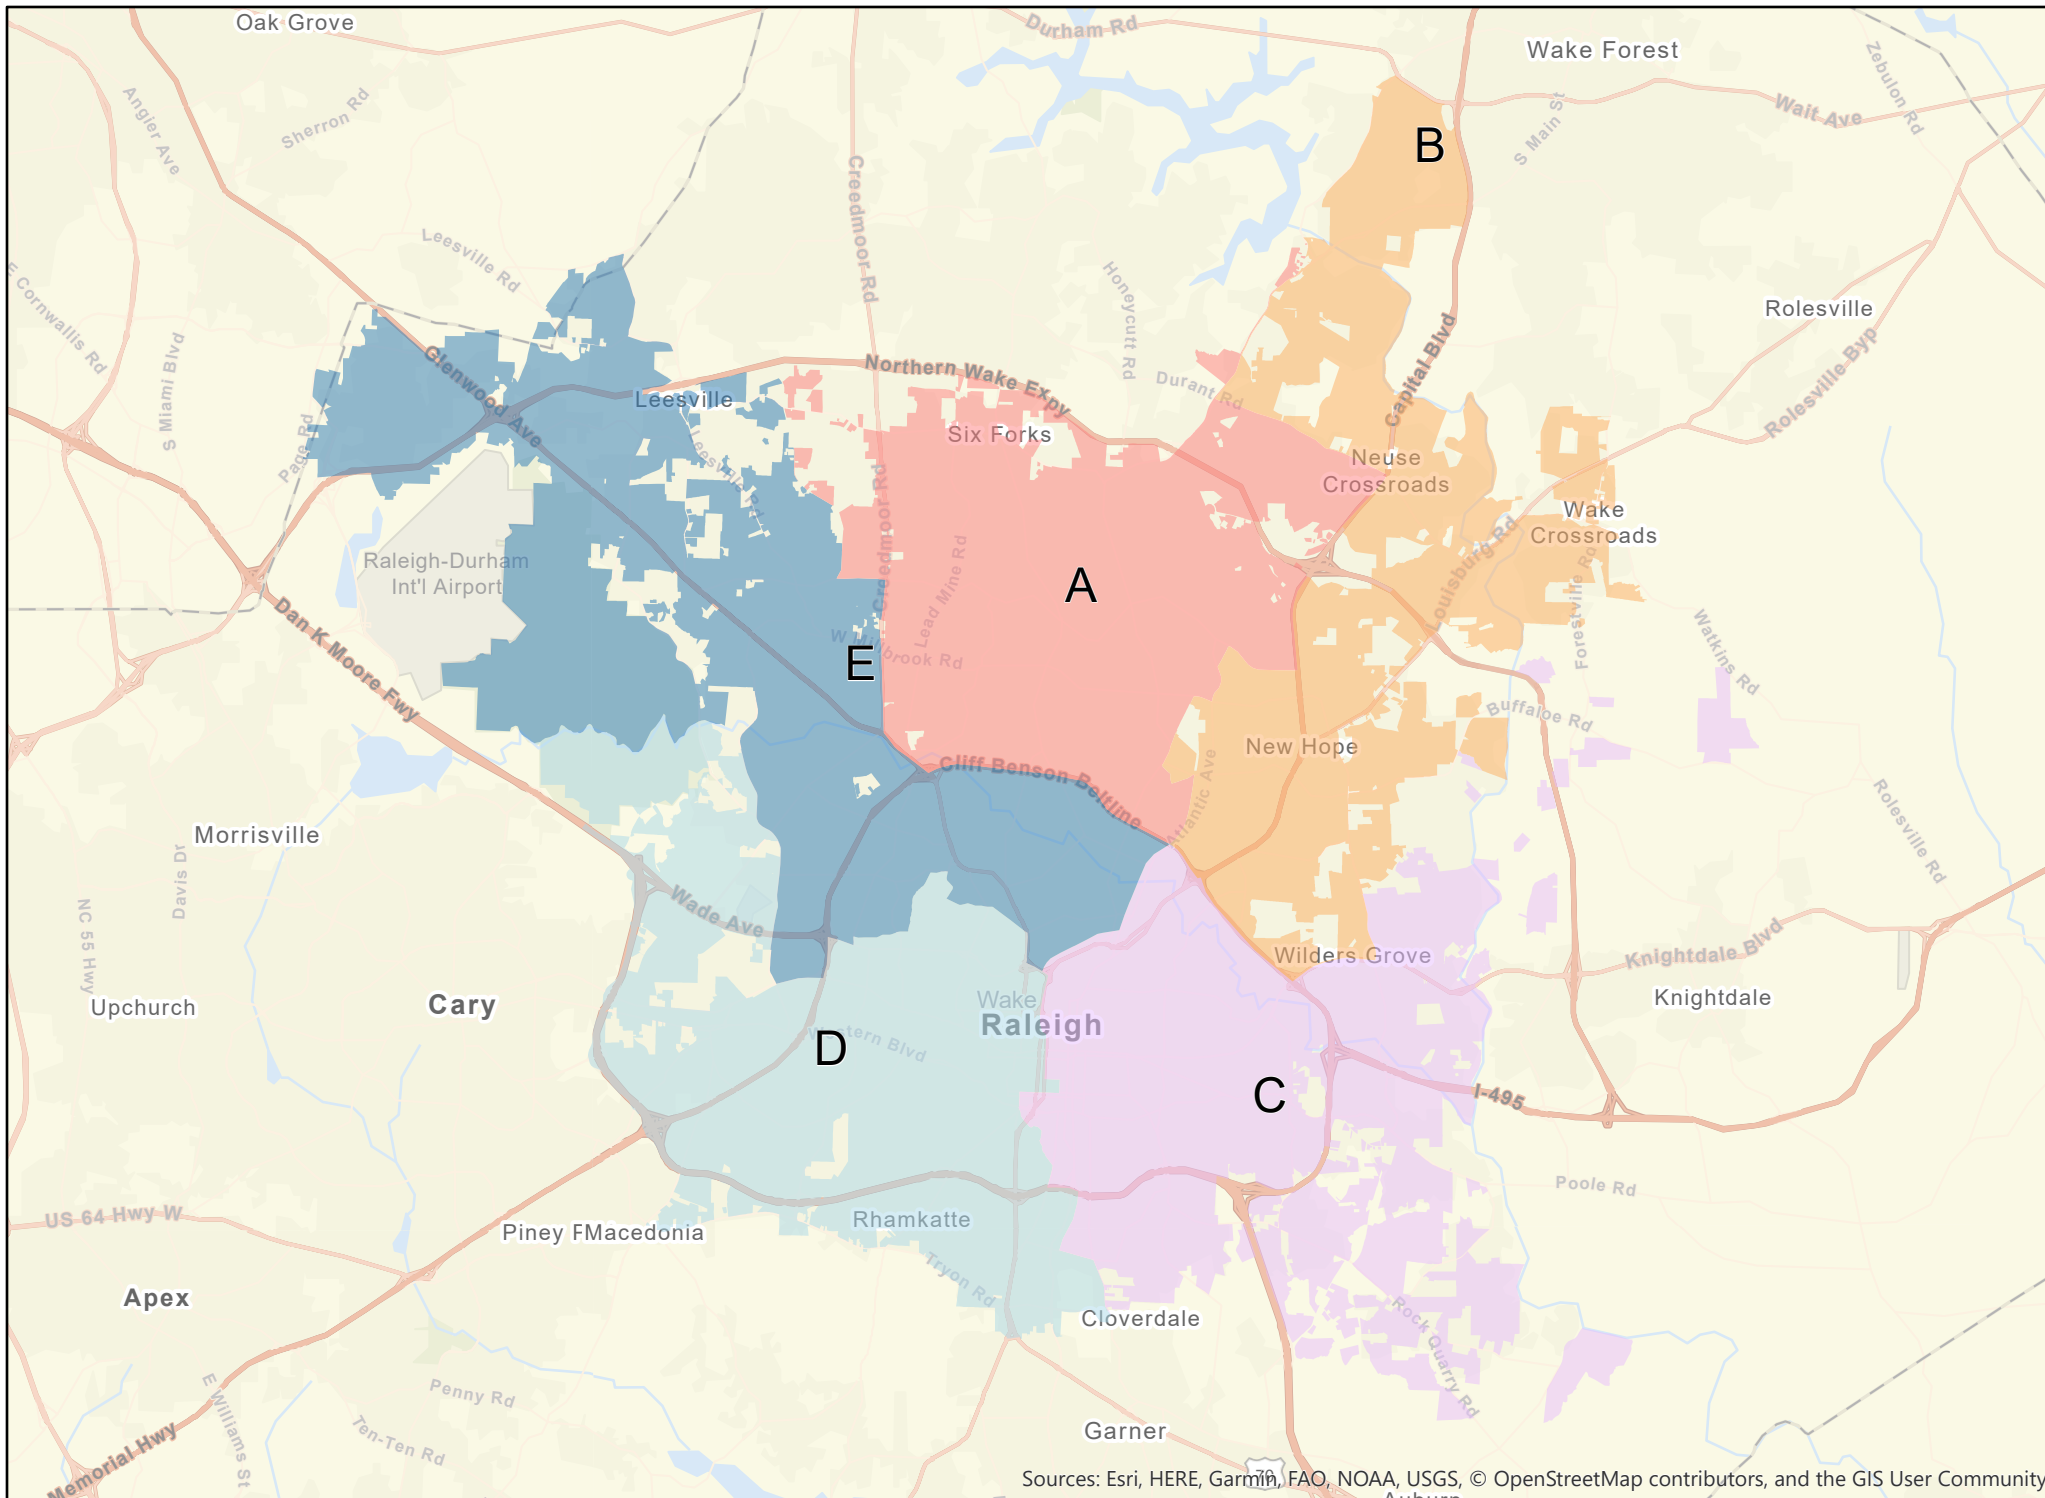 Oak Grove
Durham Rd
Wake Forest
Zebulon Rd
Angier Ave
Sherron Rd
S Main St
Wait Ave
B
Creedmoor Rd
Leesville Rd
Honeycutt Rd
E Cornwallis Rd
Rolesville
S Miami Blvd
Glenwood Ave
Northern Wake Expy
Capital Blvd
Rolesville Byp
Durant Rd
Leesville
Six Forks
Page Rd
Leesville Rd
Neuse
Crossroads
Wake
Crossroads
Creedmoor Rd
Raleigh-Durham
Int'l Airport
Lead Mine Rd
A
Louisburg Rd
Forestville Rd
Dan K Moore Fwy
W Millbrook Rd
E
Watkins Rd
Buffaloe Rd
New Hope
Cliff Benson Beltline
Atlantic Ave
Morrisville
Davis Dr
Rolesville Rd
NC 55 Hwy
Wade Ave
Wilders Grove
Knightdale Blvd
Upchurch
Cary
Wake
Raleigh
Knightdale
D
Western Blvd
C
I-495
Poole Rd
US 64 Hwy W
Piney P
Macedonia
Rhamkatte
Tryon Rd
Apex
Cloverdale
Rock Quarry Rd
E Williams St
Penny Rd
Ten-Ten Rd
Memorial Hwy
Garner
70
Sources: Esri, HERE, Garmin, FAO, NOAA, USGS, © OpenStreetMap contributors, and the GIS User Community
Auburn